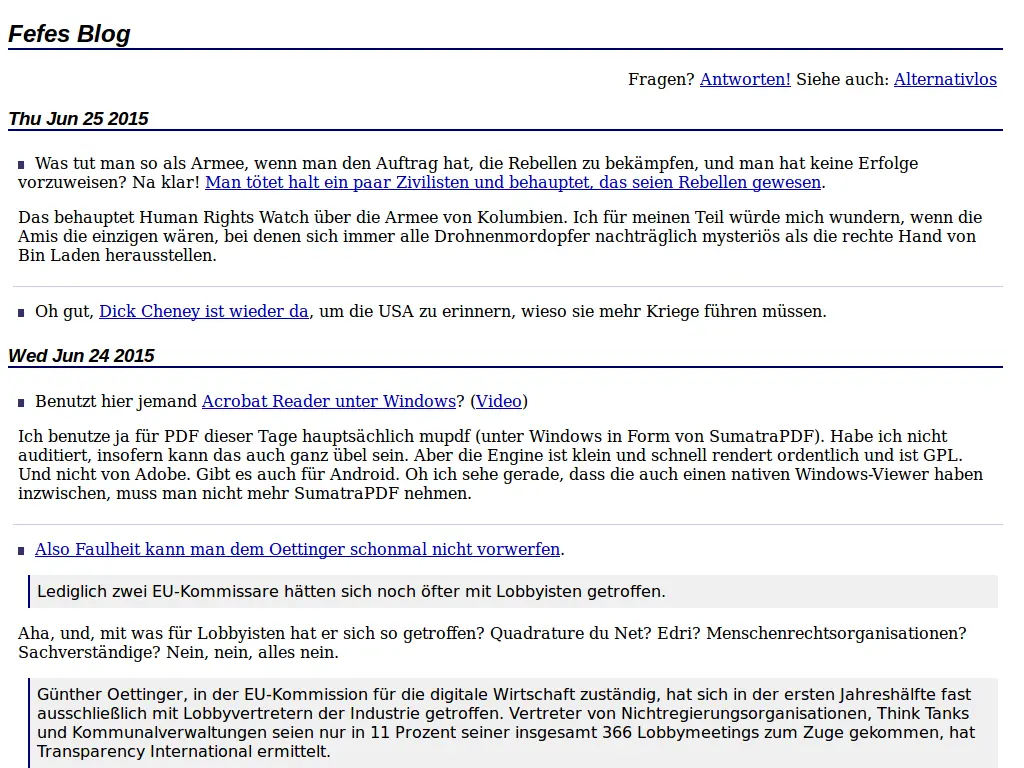 Fefes Blog
Fragen? Antworten! Siehe auch: Alternativlos
Thu Jun 25 2015
Was tut man so als Armee, wenn man den Auftrag hat, die Rebellen zu bekämpfen, und man hat keine Erfolge
vorzuweisen? Na klar! Man tötet halt ein paar Zivilisten und behauptet, das seien Rebellen gewesen.
Das behauptet Human Rights Watch über die Armee von Kolumbien. Ich für meinen Teil würde mich wundern, wenn die
Amis die einzigen wären, bei denen sich immer alle Drohnenmordopfer nachträglich mysteriös als die rechte Hand von
Bin Laden herausstellen.
Oh gut, Dick Cheney ist wieder da, um die USA zu erinnern, wieso sie mehr Kriege führen müssen.
Wed Jun 24 2015
Benutzt hier jemand Acrobat Reader unter Windows? (Video)
Ich benutze ja für PDF dieser Tage hauptsächlich mupdf (unter Windows in Form von SumatraPDF). Habe ich nicht
auditiert, insofern kann das auch ganz übel sein. Aber die Engine ist klein und schnell rendert ordentlich und ist GPL.
Und nicht von Adobe. Gibt es auch für Android. Oh ich sehe gerade, dass die auch einen nativen Windows-Viewer haben
inzwischen, muss man nicht mehr SumatraPDF nehmen.
Also Faulheit kann man dem Oettinger schonmal nicht vorwerfen.
Lediglich zwei EU-Kommissare hätten sich noch öfter mit Lobbyisten getroffen.
Aha, und, mit was für Lobbyisten hat er sich so getroffen? Quadrature du Net? Edri? Menschenrechtsorganisationen?
Sachverständige? Nein, nein, alles nein.
Günther Oettinger, in der EU-Kommission für die digitale Wirtschaft zuständig, hat sich in der ersten Jahreshälfte fast
ausschließlich mit Lobbyvertretern der Industrie getroffen. Vertreter von Nichtregierungsorganisationen, Think Tanks
und Kommunalverwaltungen seien nur in 11 Prozent seiner insgesamt 366 Lobbymeetings zum Zuge gekommen, hat
Transparency International ermittelt.